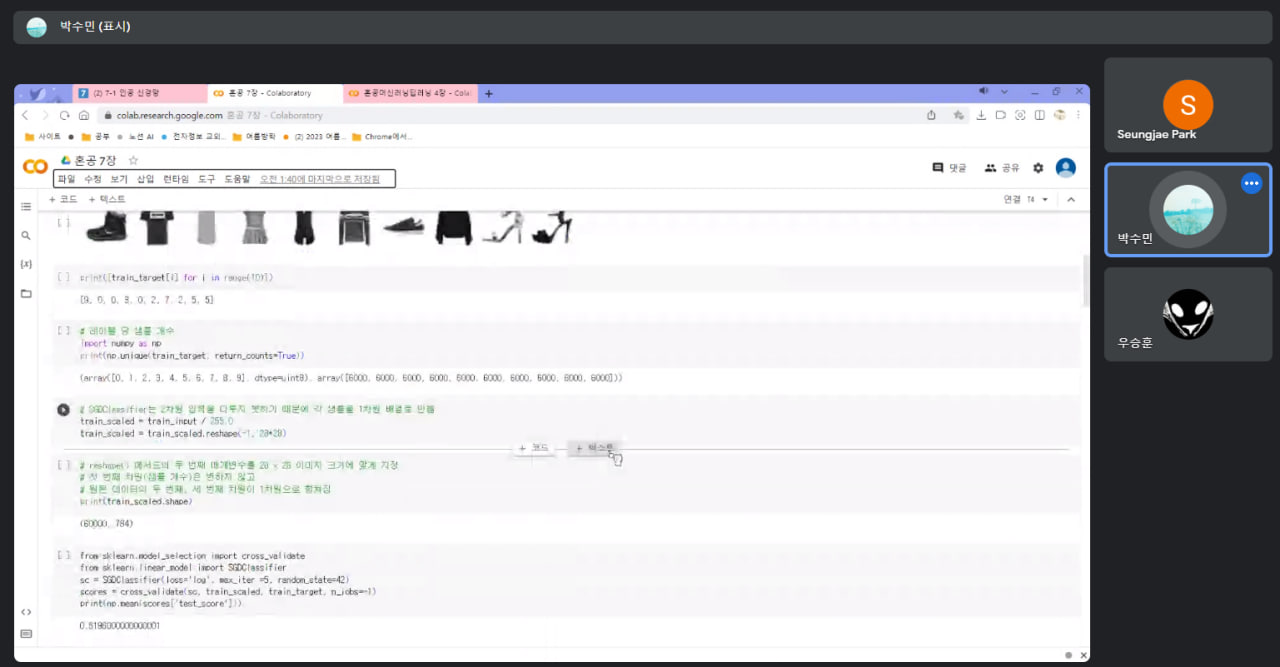 박수민 (표시)
(2) 7-1 인공 신경망
혼공 7장 - Colaboratory
혼공머신러닝딥러닝 4장 - Colab
colab.research.google.com 혼공 7장 - Colaboratory
사이트
공부
노션 AI
전자정보 교외...
여름방학
(2) 2023 여름...
Chrome에서...
혼공 7장
댓글
공유
파일 수정 보기 삽입 런타임 도구 도움말 오전 1:40에 마지막으로 저장됨
+ 코드 + 텍스트
연결 T4
[ ]
[ ] print([train_target[i] for i in range(10)])
[9, 0, 0, 3, 0, 2, 7, 2, 5, 5]
[ ] # 레이블 당 샘플 개수
import numpy as np
print(np.unique(train_target, return_counts=True))
(array([0, 1, 2, 3, 4, 5, 6, 7, 8, 9], dtype=uint8), array([6000, 6000, 6000, 6000, 6000, 6000, 6000, 6000, 6000, 6000]))
# SGDClassifier는 2차원 입력을 다루지 못하기 때문에 각 샘플을 1차원 배열로 만듦
train_scaled = train_input / 255.0
train_scaled = train_scaled.reshape(-1, 28*28)
+ 코드 + 텍스트
[ ] # reshape() 메서드의 두 번째 매개변수를 28 x 28 이미지 크기에 맞게 지정
# 첫 번째 차원(샘플 개수)은 변하지 않고
# 원본 데이터의 두 번째, 세 번째 차원이 1차원으로 합쳐짐
print(train_scaled.shape)
(60000, 784)
[ ] from sklearn.model_selection import cross_validate
from sklearn.linear_model import SGDClassifier
sc = SGDClassifier(loss='log', max_iter =5, random_state=42)
scores = cross_validate(sc, train_scaled, train_target, n_jobs=-1)
print(np.mean(scores['test_score']))
0.8196000000000001
S
Seungjae Park
박수민
우승훈